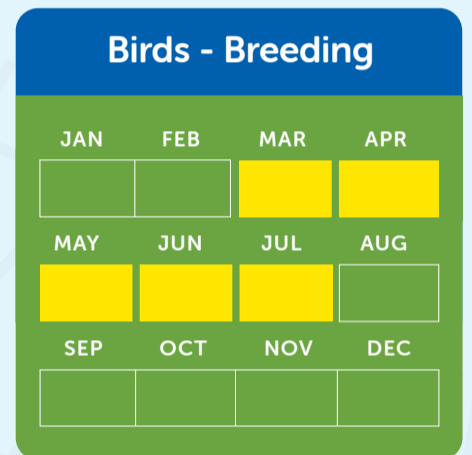 Birds - Breeding
JAN FEB MAR APR
MAY JUN JUL AUG
SEP OCT NOV DEC